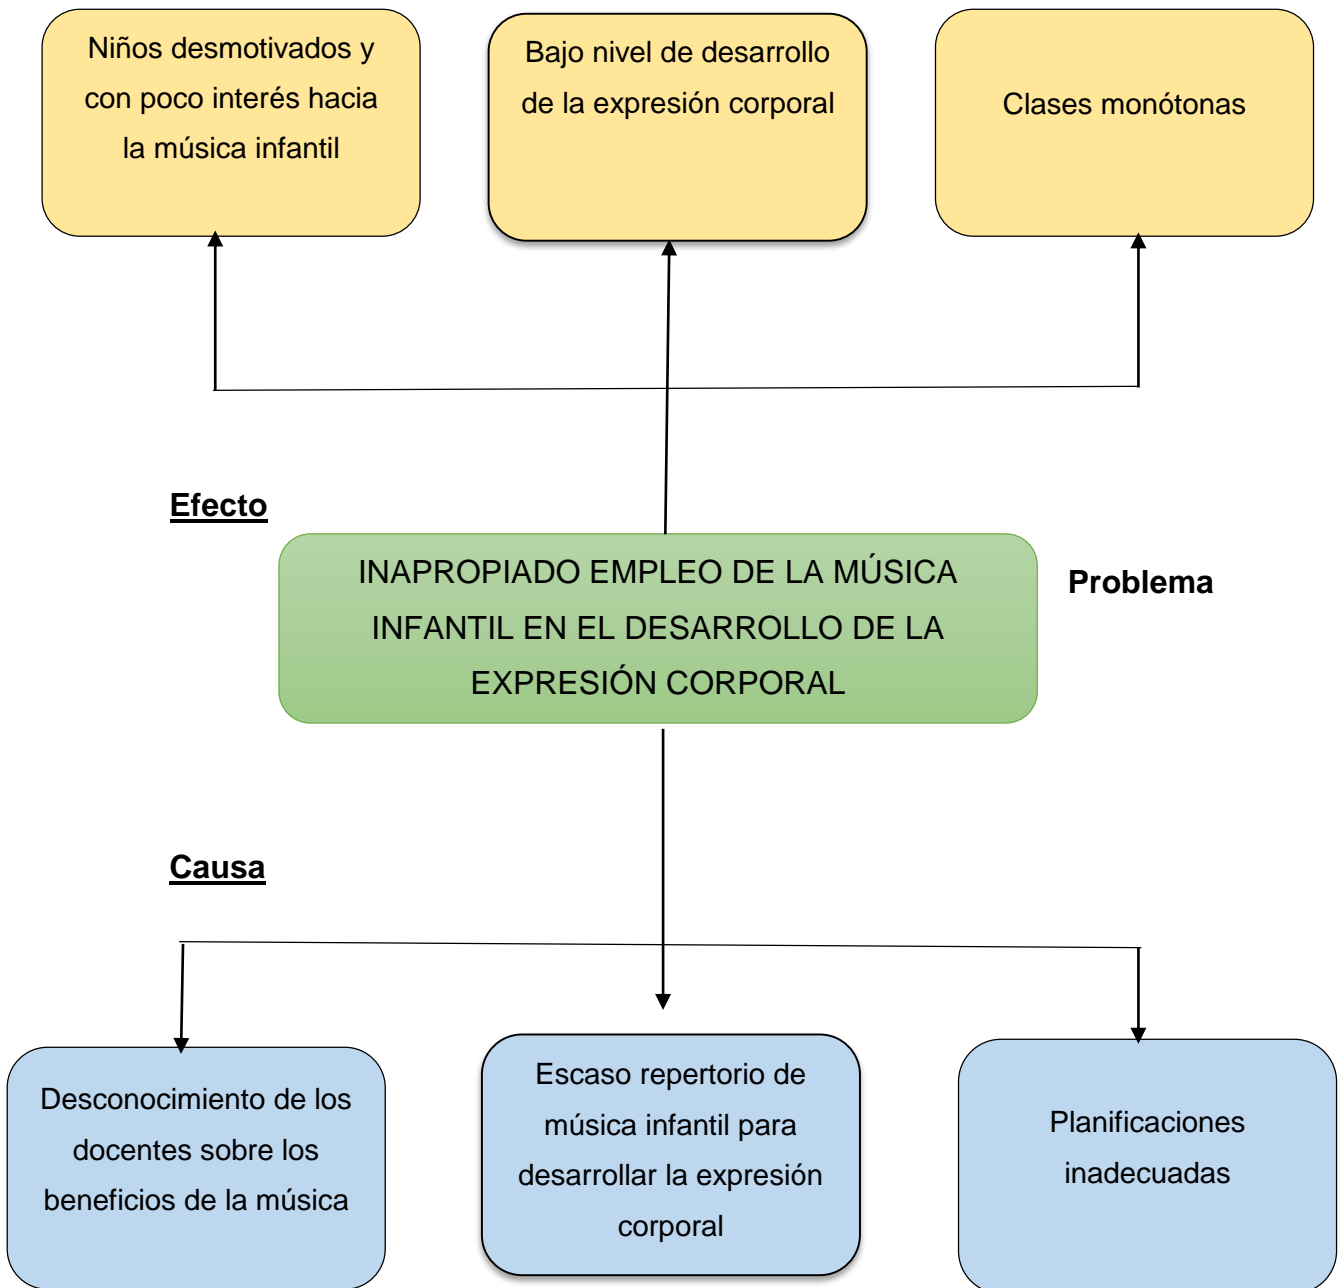 Niños desmotivados y
con poco interés hacia
la música infantil
Bajo nivel de desarrollo
de la expresión corporal
Clases monótonas
Efecto
INAPROPIADO EMPLEO DE LA MÚSICA
INFANTIL EN EL DESARROLLO DE LA
EXPRESIÓN CORPORAL
Problema
Causa
Desconocimiento de los
docentes sobre los
beneficios de la música
Escaso repertorio de
música infantil para
desarrollar la expresión
corporal
Planificaciones
inadecuadas